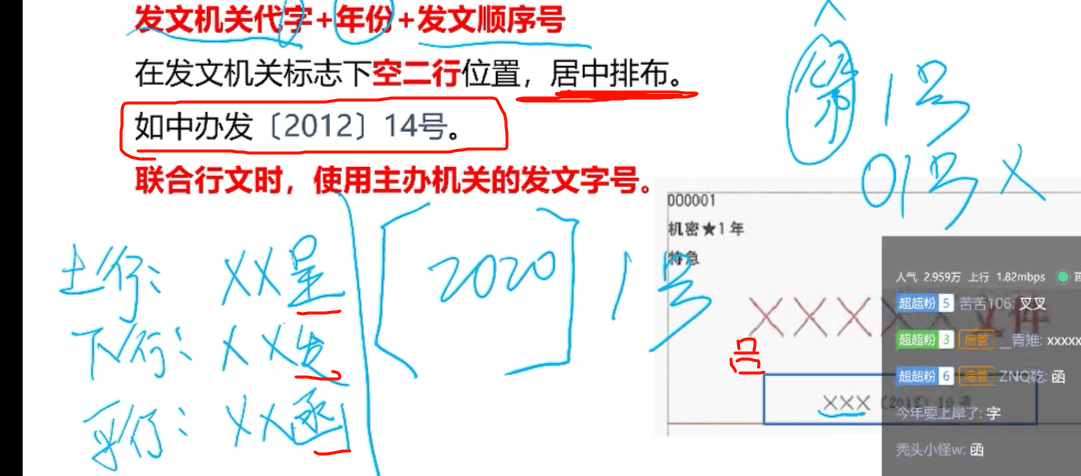 发文机关代字+年份+发文顺序号
在发文机关标志下空二行位置，居中排布。
如中办发〔2012〕14号。
联合行文时，使用主办机关的发文字号。
第 1号
01号 X
上行： XX呈
下行： XX发
平行： XX函
[2020] 1号
000001
机密★1年
特急
XXXXXX文件
XXX
人气 2.959万 上行 1.82mbps
超超粉 5 苦苦106: 叉叉
超超粉 3 房管 __青雉: xxxxx
超超粉 6 房管 ZNQ吃: 函
今年要上岸了: 字
秃头小怪w: 函